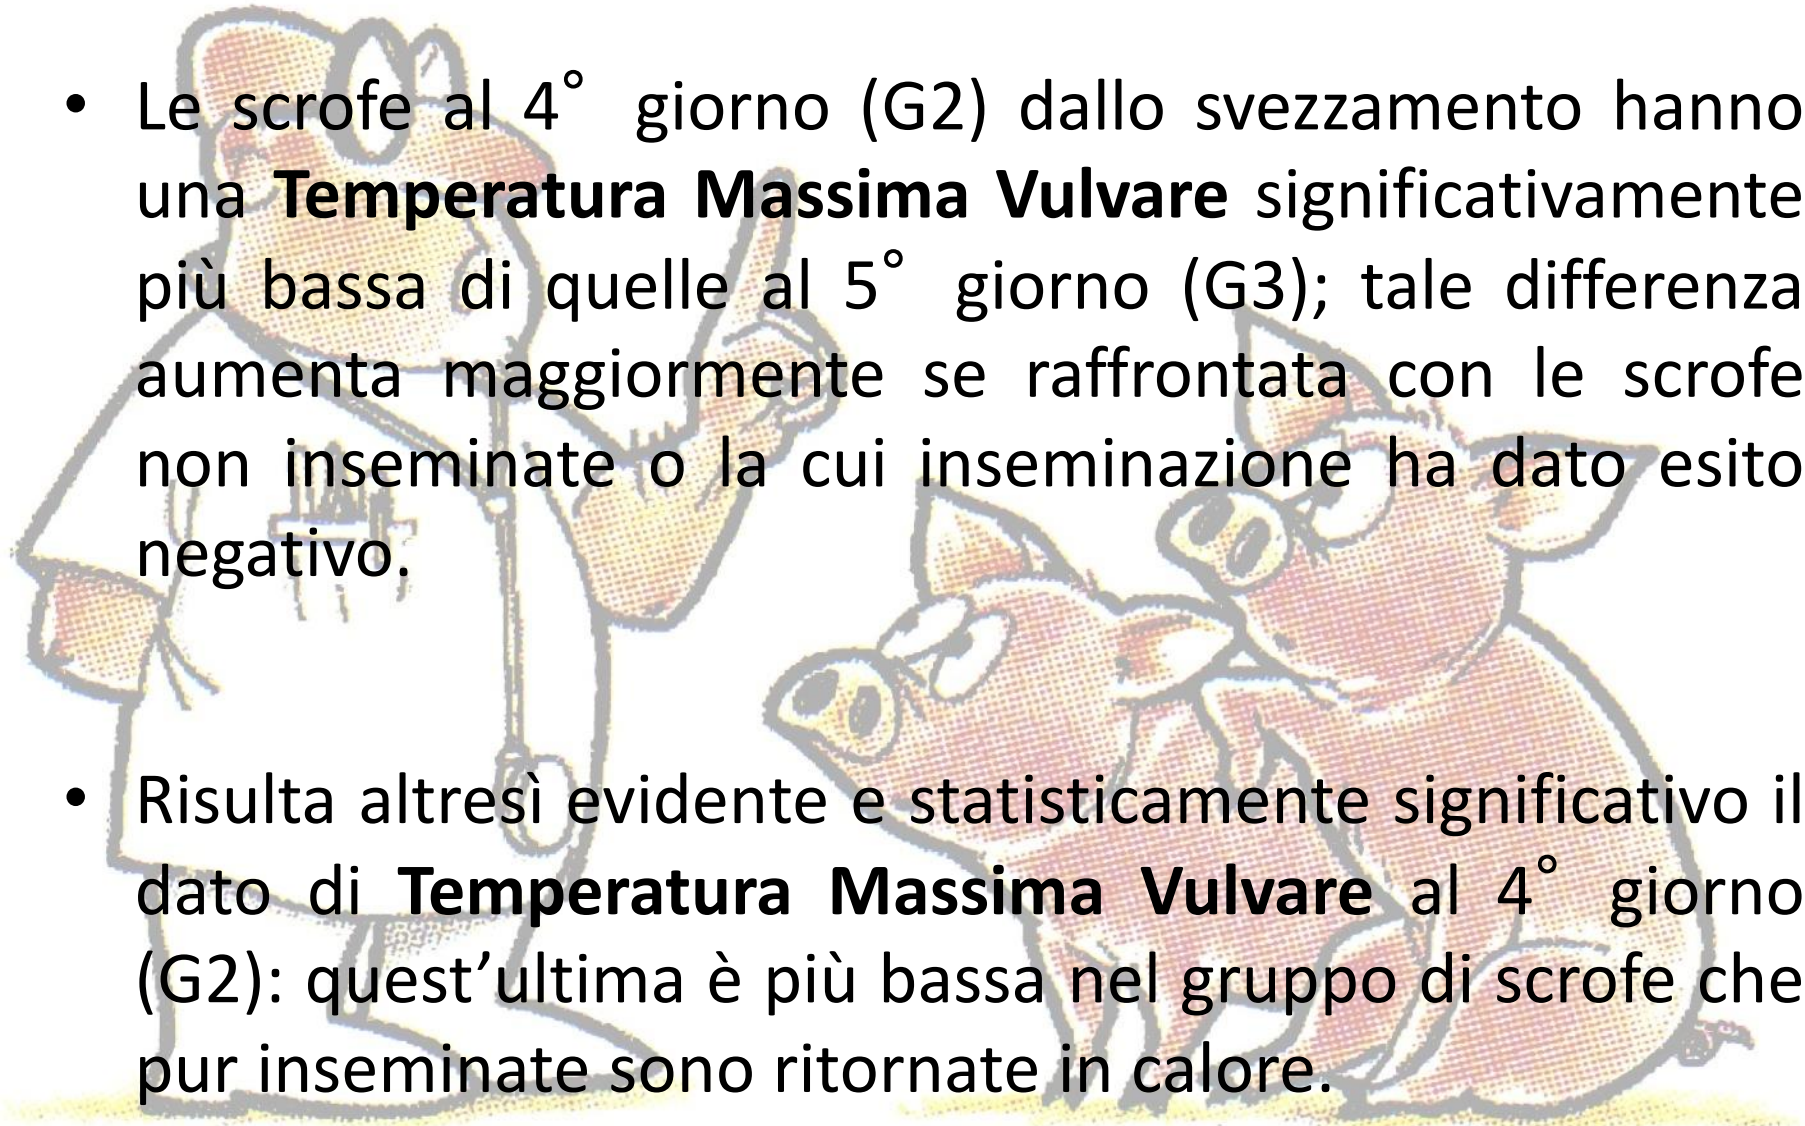 • Le scrofe al 4° giorno (G2) dallo svezzamento hanno
una Temperatura Massima Vulvare significativamente
più bassa di quelle al 5° giorno (G3); tale differenza
aumenta maggiormente se raffrontata con le scrofe
non inseminate o la cui inseminazione ha dato esito
negativo.
• Risulta altresì evidente e statisticamente significativo il
dato di Temperatura Massima Vulvare al 4° giorno
(G2): quest’ultima è più bassa nel gruppo di scrofe che
pur inseminate sono ritornate in calore.